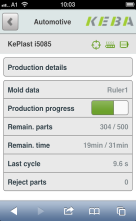 A1
10:03
Automotive
KEBA
KePlast i5085
Production details
Mold data Ruler1
Production progress
Remain. parts 304 / 500
Remain. time 19min / 31min
Last cycle 9.6 s
Reject parts 0